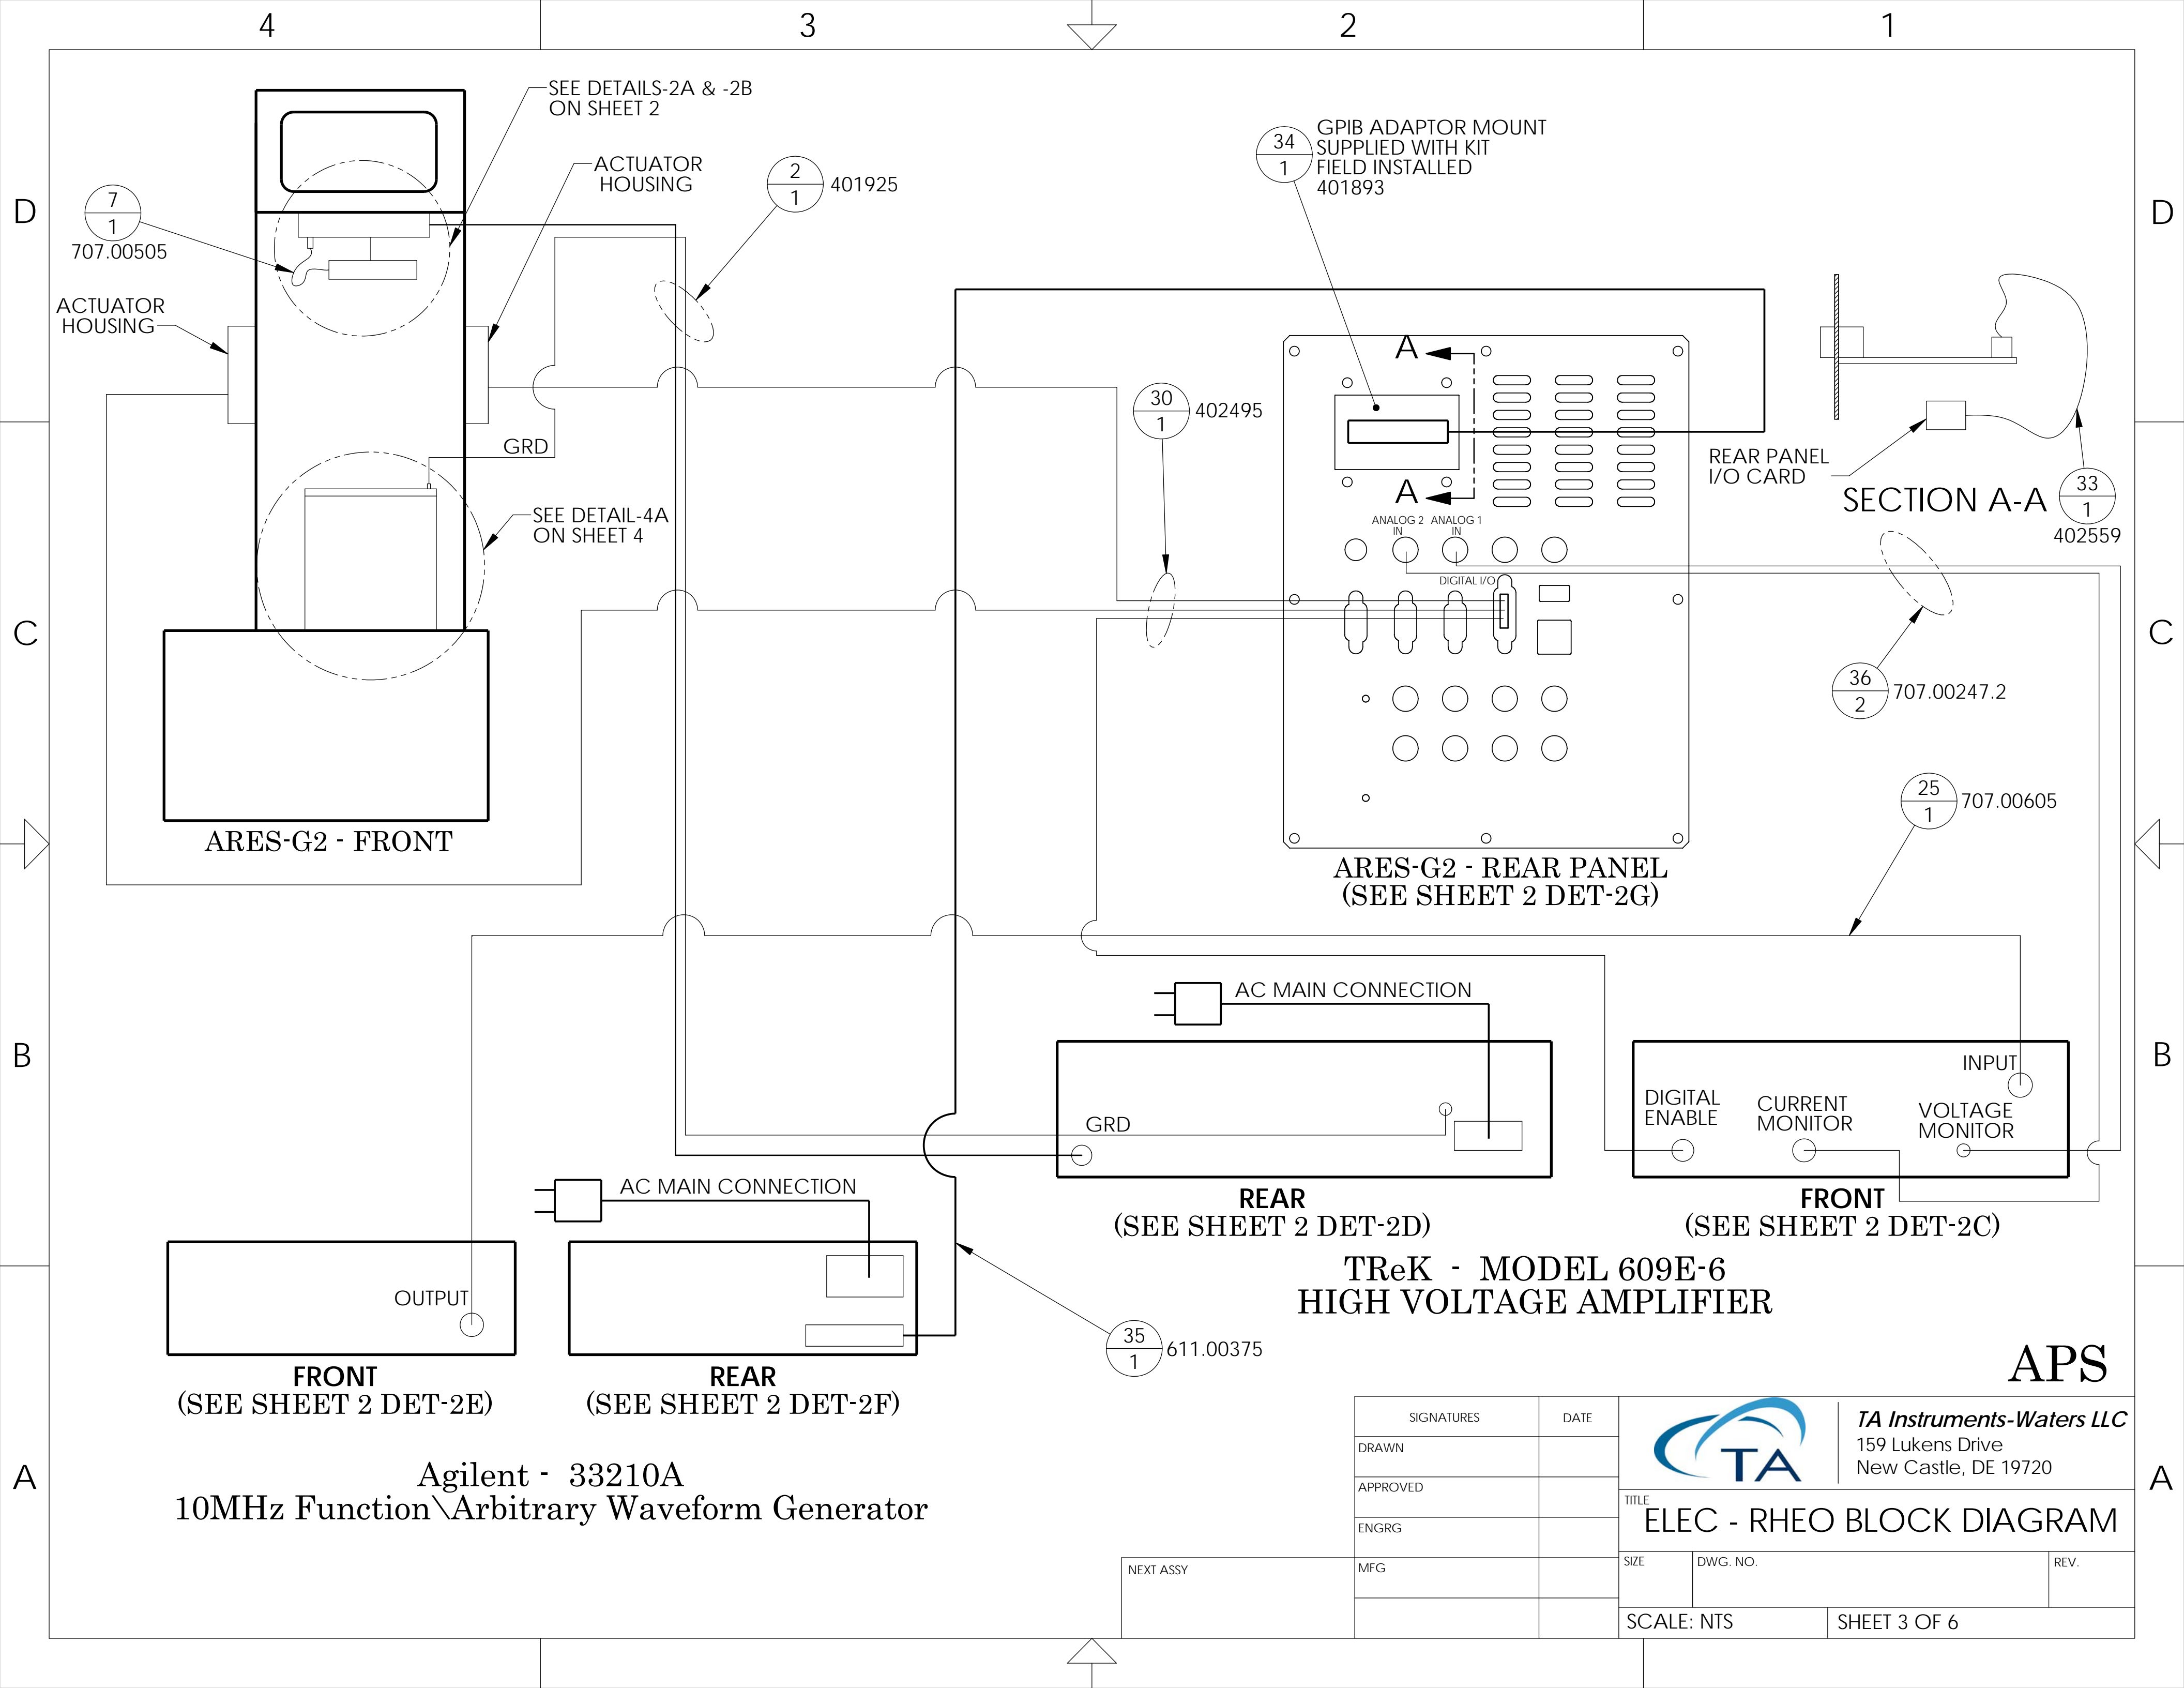 4
3
2
1
D
C
B
A
D
C
B
A
SEE DETAILS-2A & -2B
ON SHEET 2
ACTUATOR
HOUSING
2
1
401925
7
1
707.00505
ACTUATOR
HOUSING
GRD
SEE DETAIL-4A
ON SHEET 4
ARES-G2 - FRONT
34
1
GPIB ADAPTOR MOUNT
SUPPLIED WITH KIT
FIELD INSTALLED
401893
A
A
30
1
402495
ANALOG 2
IN
ANALOG 1
IN
DIGITAL I/O
ARES-G2 - REAR PANEL
(SEE SHEET 2 DET-2G)
REAR PANEL
I/O CARD
SECTION A-A
33
1
402559
36
2
707.00247.2
25
1
707.00605
AC MAIN CONNECTION
GRD
REAR
(SEE SHEET 2 DET-2D)
INPUT
DIGITAL
ENABLE
CURRENT
MONITOR
VOLTAGE
MONITOR
FRONT
(SEE SHEET 2 DET-2C)
TReK - MODEL 609E-6
HIGH VOLTAGE AMPLIFIER
AC MAIN CONNECTION
OUTPUT
FRONT
(SEE SHEET 2 DET-2E)
REAR
(SEE SHEET 2 DET-2F)
35
1
611.00375
Agilent - 33210A
10MHz Function\Arbitrary Waveform Generator
APS
SIGNATURES
DATE
DRAWN
APPROVED
ENGRG
MFG
NEXT ASSY
TA
TA Instruments-Waters LLC
159 Lukens Drive
New Castle, DE 19720
TITLE
ELEC - RHEO BLOCK DIAGRAM
SIZE
DWG. NO.
REV.
SCALE: NTS
SHEET 3 OF 6